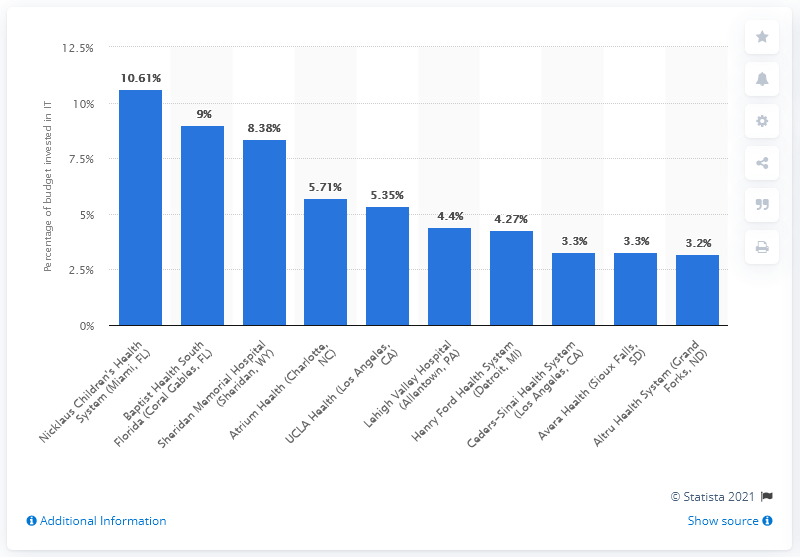 12.5%
10%
7.5%
5%
2.5%
0%
Percentage of budget invested in IT
10.61%
9%
8.38%
5.71%
5.35%
4.4%
4.27%
3.3%
3.3%
3.2%
Nicklaus Children's Health
System (Miami, FL)
Baptist Health South
Florida (Coral Gables, FL)
Sheridan Memorial Hospital
(Sheridan, WY)
Atrium Health (Charlotte,
NC)
UCLA Health (Los Angeles,
CA)
Lehigh Valley Hospital
(Allentown, PA)
Henry Ford Health System
(Detroit, MI)
Ceders-Sinai Health System
(Los Angeles, CA)
Avera Health (Sioux Falls,
SD)
Altru Health System (Grand
Forks, ND)
© Statista 2021
Additional Information
Show source